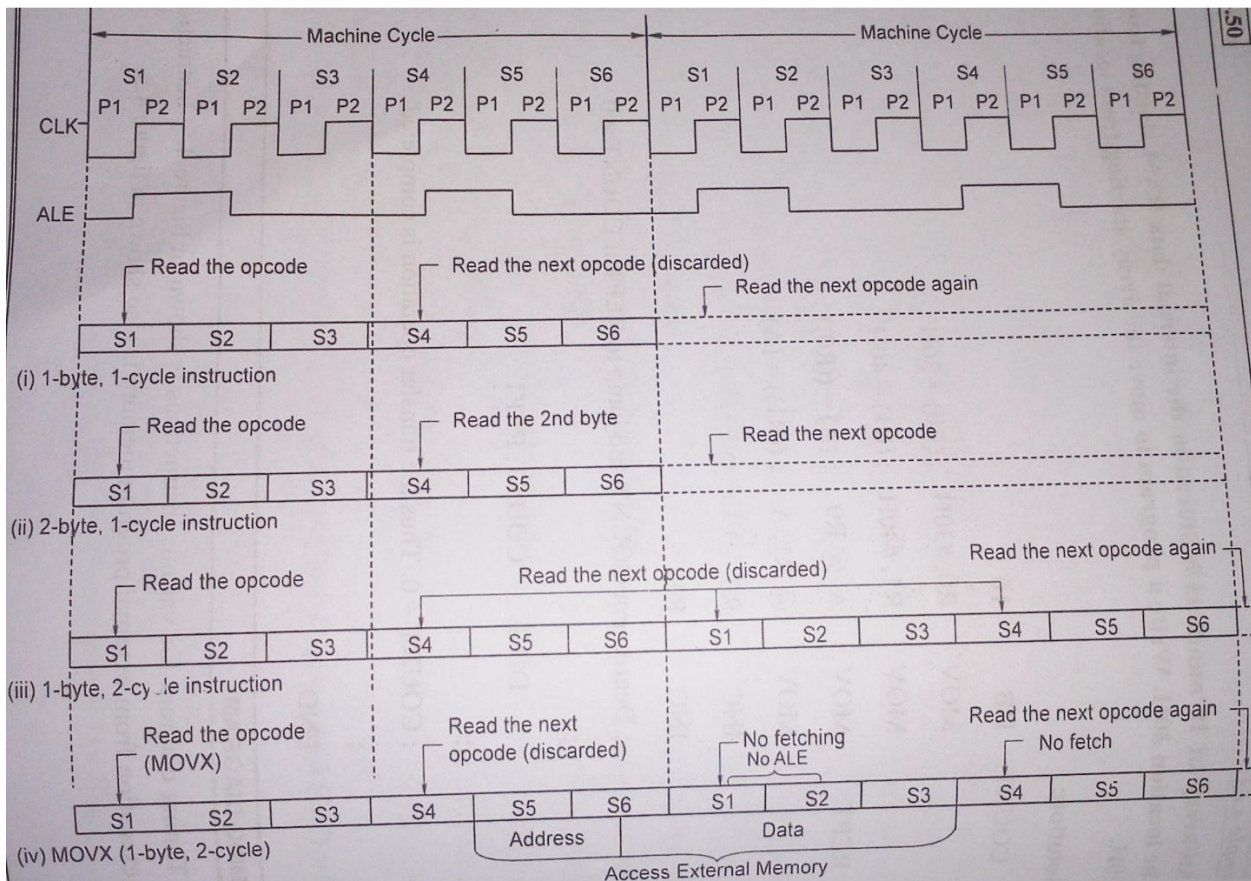 .50
Machine Cycle Machine Cycle
S1 S2 S3 S4 S5 S6 S1 S2 S3 S4 S5 S6
P1 P2 P1 P2 P1 P2 P1 P2 P1 P2 P1 P2 P1 P2 P1 P2 P1 P2 P1 P2 P1 P2 P1 P2
CLK
ALE
Read the opcode Read the next opcode (discarded)
Read the next opcode again
S1 S2 S3 S4 S5 S6
(i) 1-byte, 1-cycle instruction
Read the opcode Read the 2nd byte Read the next opcode
S1 S2 S3 S4 S5 S6
(ii) 2-byte, 1-cycle instruction
Read the next opcode again
Read the opcode Read the next opcode (discarded)
S1 S2 S3 S4 S5 S6 S1 S2 S3 S4 S5 S6
(iii) 1-byte, 2-cycle instruction
Read the next opcode again
Read the opcode Read the next No fetching No fetch
(MOVX) opcode (discarded) No ALE
S1 S2 S3 S4 S5 S6 S1 S2 S3 S4 S5 S6
Address Data
(iv) MOVX (1-byte, 2-cycle)
Access External Memory